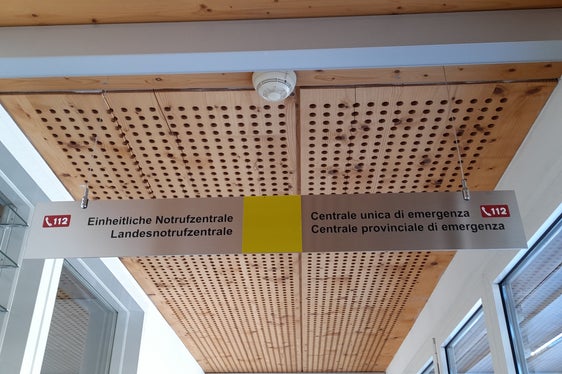 112
Einheitliche Notrufzentrale
Landesnotrufzentrale
Centrale unica di emergenza
Centrale provinciale di emergenza
112